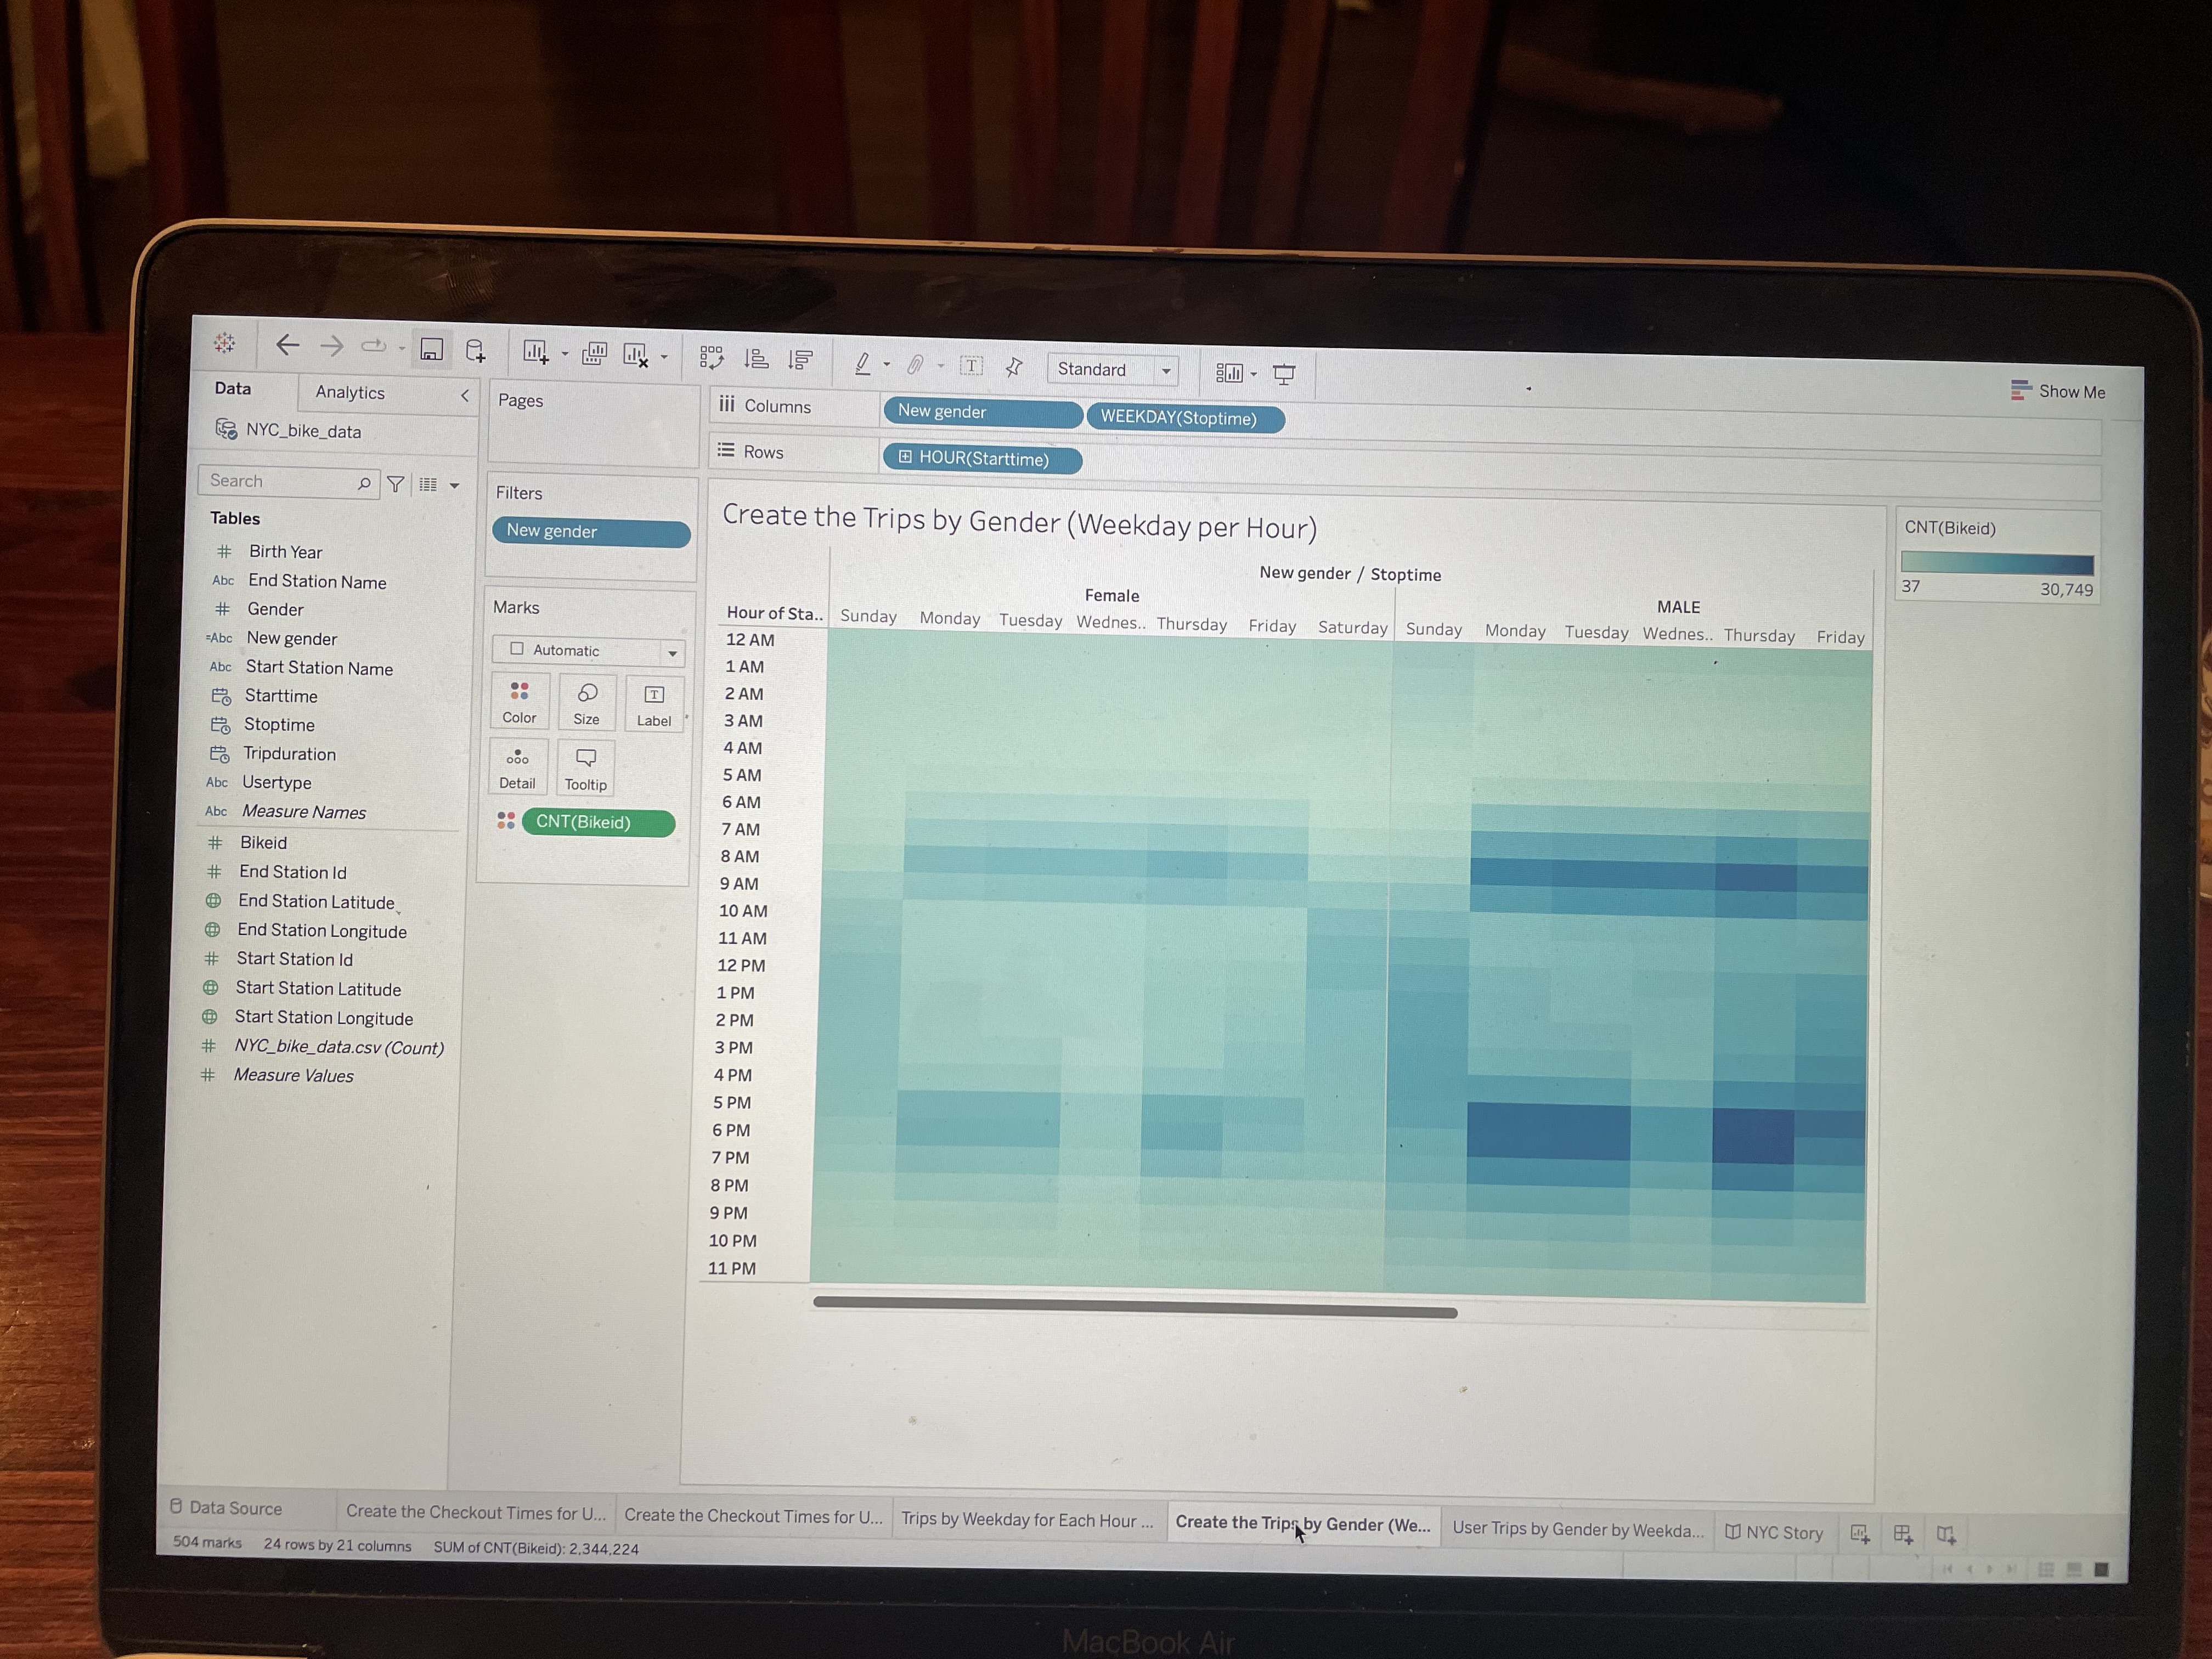 Standard
Show Me
Data
Analytics
NYC_bike_data
Search
Tables
Birth Year
Abc End Station Name
Gender
=Abc New gender
Abc Start Station Name
Starttime
Stoptime
Tripduration
Abc Usertype
Abc Measure Names
Bikeid
End Station Id
End Station Latitude
End Station Longitude
Start Station Id
Start Station Latitude
Start Station Longitude
NYC_bike_data.csv (Count)
Measure Values
Pages
Filters
New gender
Marks
Automatic
Color
Size
Label
Detail
Tooltip
CNT(Bikeid)
Columns
New gender
WEEKDAY(Stoptime)
Rows
HOUR(Starttime)
Create the Trips by Gender (Weekday per Hour)
New gender / Stoptime
Female
MALE
Hour of Sta.. Sunday Monday Tuesday Wednes.. Thursday Friday Saturday Sunday Monday Tuesday Wednes.. Thursday Friday
12 AM
1 AM
2 AM
3 AM
4 AM
5 AM
6 AM
7 AM
8 AM
9 AM
10 AM
11 AM
12 PM
1 PM
2 PM
3 PM
4 PM
5 PM
6 PM
7 PM
8 PM
9 PM
10 PM
11 PM
CNT(Bikeid)
37 30,749
Data Source
Create the Checkout Times for U...
Create the Checkout Times for U...
Trips by Weekday for Each Hour ...
Create the Trips by Gender (We...
User Trips by Gender by Weekda...
NYC Story
504 marks 24 rows by 21 columns SUM of CNT(Bikeid): 2,344,224
MacBook Air